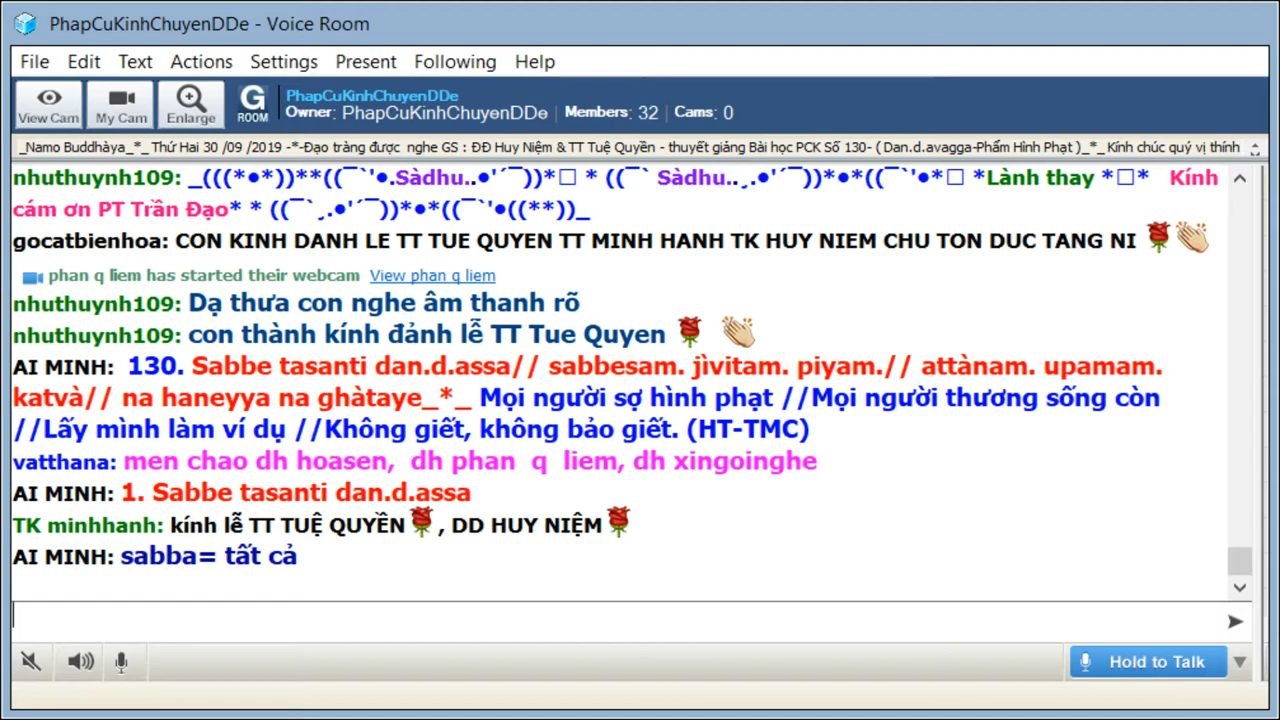 PhapCuKinhChuyenDDe - Voice Room
File Edit Text Actions Settings Present Following Help
View Cam My Cam Enlarge G ROOM PhapCuKinhChuyenDDe
Owner: PhapCuKinhChuyenDDe | Members: 32 | Cams: 0
_Namo Buddhàya_*_ Thứ Hai 30 /09 /2019 -*-Đạo tràng được nghe GS : ĐĐ Huy Niệm & TT Tuệ Quyền - thuyết giảng Bài học PCK Số 130- ( Dan.d.avagga-Phẩm Hình Phạt )_*_ Kính chúc quý vị thính
nhuthuynh109: _(((*•*))**((¯`'•.Sàdhu..•'´¯))*□ * ((¯` Sàdhu..¸.•'´¯))*•*((¯`'•*□ *Lành thay *□* Kính
cám ơn PT Trần Đạo* * ((¯`¸.•'´¯))*•*((¯`'•((**))_
gocatbienhoa: CON KINH DANH LE TT TUE QUYEN TT MINH HANH TK HUY NIEM CHU TON DUC TANG NI
phan q liem has started their webcam View phan q liem
nhuthuynh109: Dạ thưa con nghe âm thanh rõ
nhuthuynh109: con thành kính đảnh lễ TT Tue Quyen
AI MINH: 130. Sabbe tasanti dan.d.assa// sabbesam. jìvitam. piyam.// attànam. upamam.
katvà// na haneyya na ghàtaye_*_ Mọi người sợ hình phạt //Mọi người thương sống còn
//Lấy mình làm ví dụ //Không giết, không bảo giết. (HT-TMC)
vatthana: men chao dh hoasen, dh phan q liem, dh xingoinghe
AI MINH: 1. Sabbe tasanti dan.d.assa
TK minhhanh: kính lễ TT TUỆ QUYỀN , DD HUY NIỆM
AI MINH: sabba= tất cả
Hold to Talk